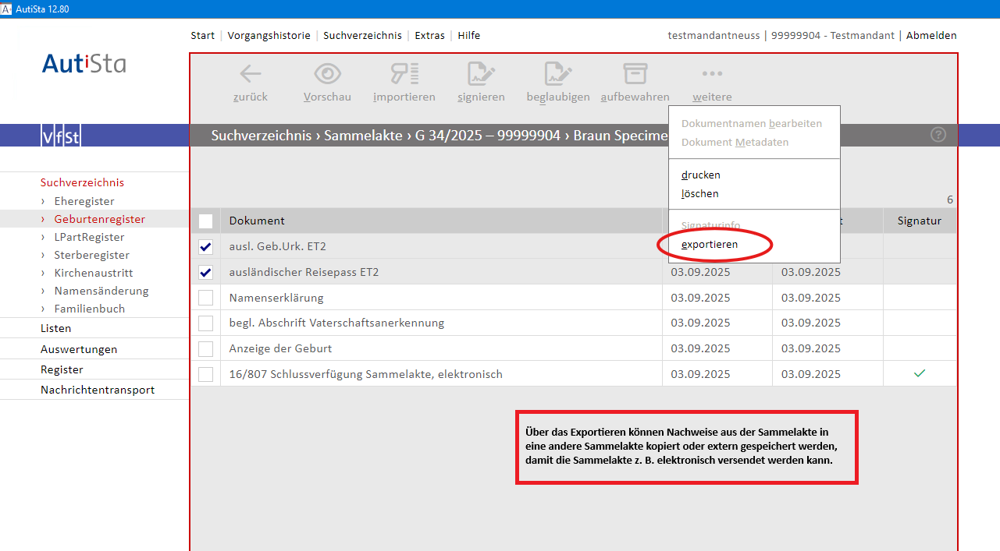 AutiSta 12.80
Start | Vorgangshistorie | Suchverzeichnis | Extras | Hilfe
testmandantneuss | 99999904 - Testmandant | Abmelden
AutiSta
zurück
Vorschau
importieren
signieren
beglaubigen
aufbewahren
weitere
Dokumentnamen bearbeiten
Dokument Metadaten
drucken
löschen
Signaturinfo
exportieren
VfSt
Suchverzeichnis › Sammelakte › G 34/2025 – 99999904 › Braun Specime
?
Suchverzeichnis
› Eheregister
› Geburtenregister
› LPartRegister
› Sterberegister
› Kirchenaustritt
› Namensänderung
› Familienbuch
Listen
Auswertungen
Register
Nachrichtentransport
6
Dokument t Signatur
ausl. Geb.Urk. ET2
ausländischer Reisepass ET2 03.09.2025 03.09.2025
Namenserklärung 03.09.2025 03.09.2025
begl. Abschrift Vaterschaftsanerkennung 03.09.2025 03.09.2025
Anzeige der Geburt 03.09.2025 03.09.2025
16/807 Schlussverfügung Sammelakte, elektronisch 03.09.2025 03.09.2025
Über das Exportieren können Nachweise aus der Sammelakte in
eine andere Sammelakte kopiert oder extern gespeichert werden,
damit die Sammelakte z. B. elektronisch versendet werden kann.